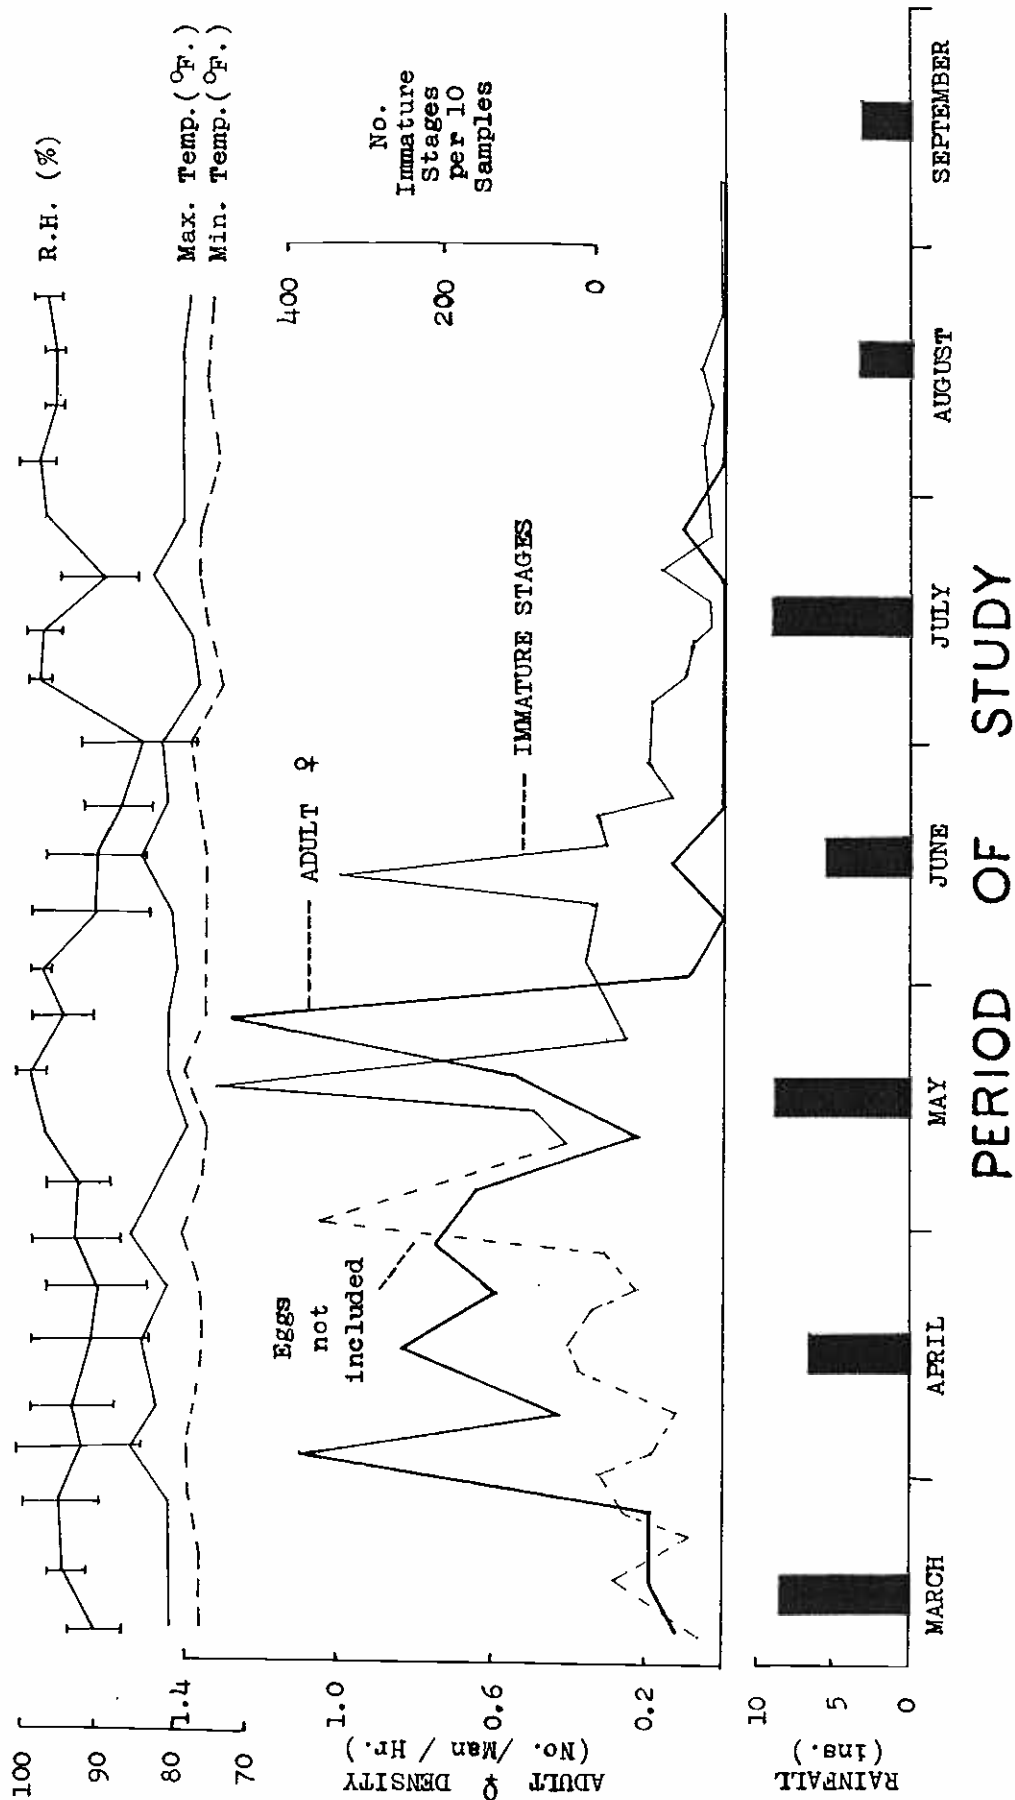 R.H. (%)
Max. Temp.(°F.)
Min. Temp.(°F.)
100
90
1.4
70
No.
Immature
Stages
per 10
Samples
400
200
0
ADULT ♀
IMMATURE STAGES
Eggs
not
included
1.0
0.6
0.2
ADULT ♀ DENSITY
(No. /Man / Hr.)
10
5
0
RAINFALL
(ins.)
MARCH
APRIL
MAY
JUNE
JULY
AUGUST
SEPTEMBER
PERIOD OF STUDY